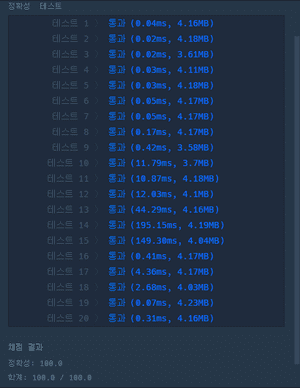 정확성 테스트
테스트 1 통과 (0.04ms, 4.16MB)
테스트 2 통과 (0.02ms, 4.18MB)
테스트 3 통과 (0.02ms, 3.61MB)
테스트 4 통과 (0.03ms, 4.11MB)
테스트 5 통과 (0.03ms, 4.18MB)
테스트 6 통과 (0.05ms, 4.17MB)
테스트 7 통과 (0.05ms, 4.17MB)
테스트 8 통과 (0.17ms, 4.17MB)
테스트 9 통과 (0.42ms, 3.58MB)
테스트 10 통과 (11.79ms, 3.7MB)
테스트 11 통과 (10.87ms, 4.18MB)
테스트 12 통과 (12.03ms, 4.1MB)
테스트 13 통과 (44.29ms, 4.16MB)
테스트 14 통과 (195.15ms, 4.19MB)
테스트 15 통과 (149.30ms, 4.04MB)
테스트 16 통과 (0.41ms, 4.17MB)
테스트 17 통과 (4.36ms, 4.17MB)
테스트 18 통과 (2.68ms, 4.03MB)
테스트 19 통과 (0.07ms, 4.23MB)
테스트 20 통과 (0.31ms, 4.16MB)
채점 결과
정확성: 100.0
합계: 100.0 / 100.0